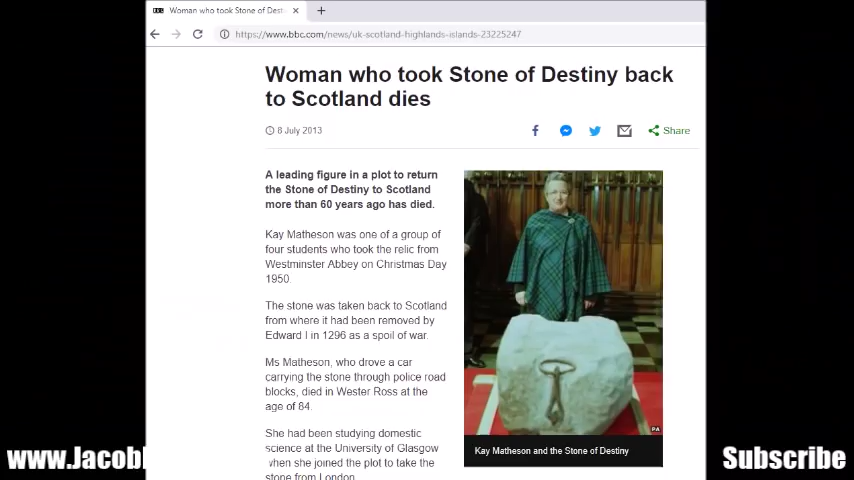 Woman who took Stone of Dest
https://www.bbc.com/news/uk-scotland-highlands-islands-23225247
Woman who took Stone of Destiny back
to Scotland dies
8 July 2013
Share
A leading figure in a plot to return
the Stone of Destiny to Scotland
more than 60 years ago has died.
Kay Matheson was one of a group of
four students who took the relic from
Westminster Abbey on Christmas Day
1950.
The stone was taken back to Scotland
from where it had been removed by
Edward I in 1296 as a spoil of war.
Ms Matheson, who drove a car
carrying the stone through police road
blocks, died in Wester Ross at the
age of 84.
She had been studying domestic
science at the University of Glasgow
when she joined the plot to take the
stone from London.
PA
Kay Matheson and the Stone of Destiny
www.Jacobl
Subscribe